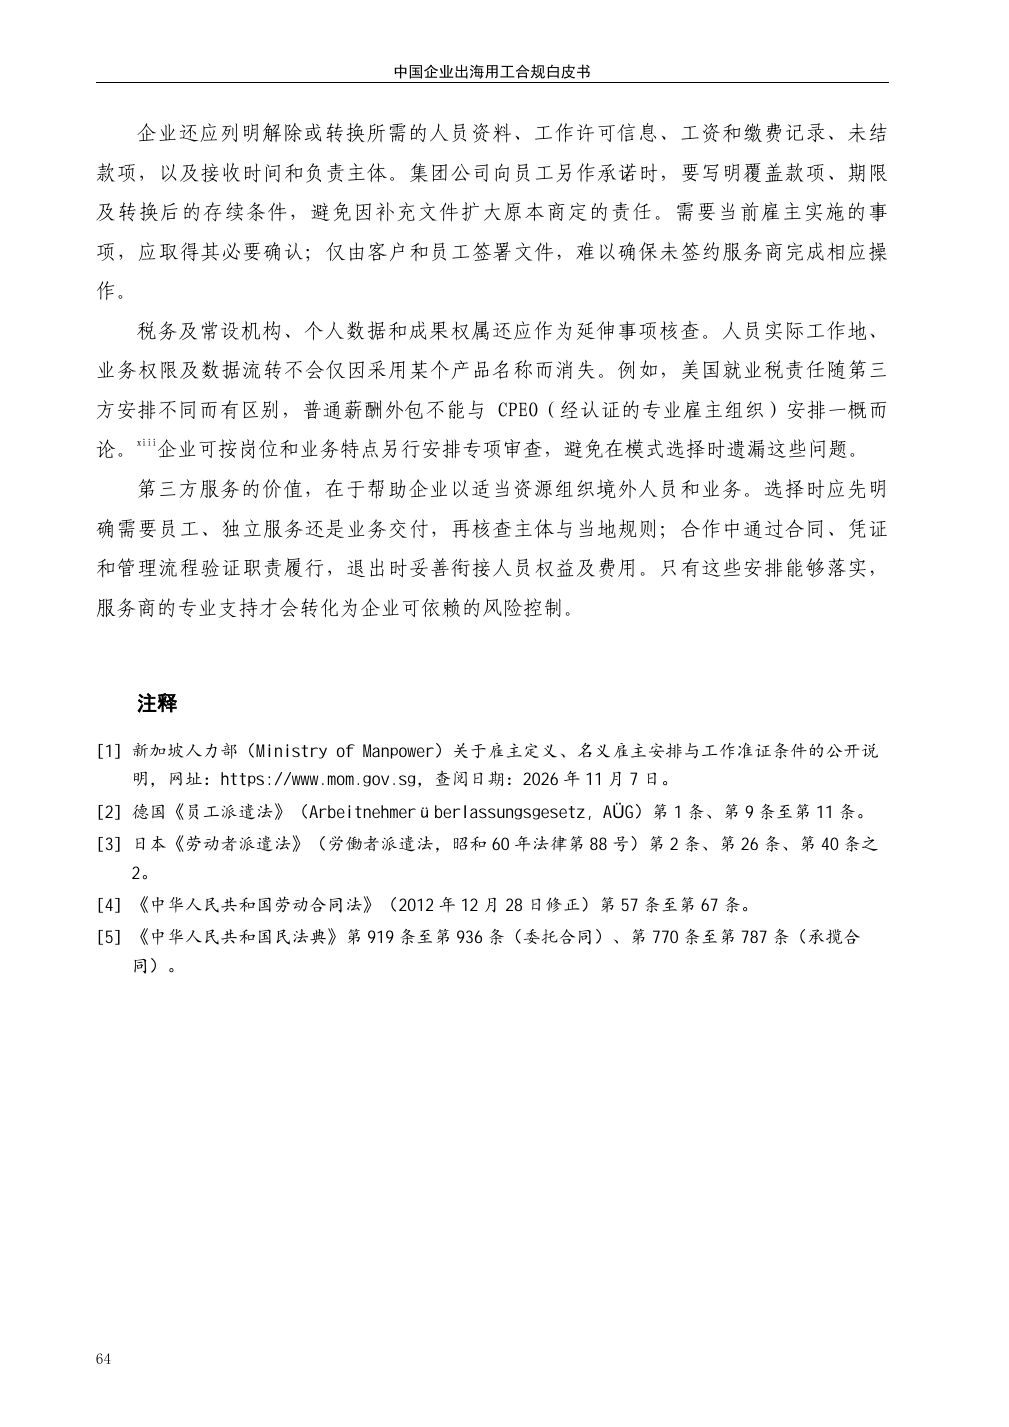 中国企业出海用工合规白皮书
企业还应列明解除或转换所需的人员资料、工作许可信息、工资和缴费记录、未结
款项，以及接收时间和负责主体。集团公司向员工另作承诺时，要写明覆盖款项、期限
及转换后的存续条件，避免因补充文件扩大原本商定的责任。需要当前雇主实施的事
项，应取得其必要确认；仅由客户和员工签署文件，难以确保未签约服务商完成相应操
作。
税务及常设机构、个人数据和成果权属还应作为延伸事项核查。人员实际工作地、
业务权限及数据流转不会仅因采用某个产品名称而消失。例如，美国就业税责任随第三
方安排不同而有区别，普通薪酬外包不能与 CPEO（经认证的专业雇主组织）安排一概而
论。xiii企业可按岗位和业务特点另行安排专项审查，避免在模式选择时遗漏这些问题。
第三方服务的价值，在于帮助企业以适当资源组织境外人员和业务。选择时应先明
确需要员工、独立服务还是业务交付，再核查主体与当地规则；合作中通过合同、凭证
和管理流程验证职责履行，退出时妥善衔接人员权益及费用。只有这些安排能够落实，
服务商的专业支持才会转化为企业可依赖的风险控制。
注释
[1] 新加坡人力部（Ministry of Manpower）关于雇主定义、名义雇主安排与工作准证条件的公开说
明，网址：https://www.mom.gov.sg，查阅日期：2026 年 11 月 7 日。
[2] 德国《员工派遣法》（Arbeitnehmerüberlassungsgesetz, AÜG）第 1 条、第 9 条至第 11 条。
[3] 日本《劳动者派遣法》（労働者派遣法，昭和 60 年法律第 88 号）第 2 条、第 26 条、第 40 条之
2。
[4] 《中华人民共和国劳动合同法》（2012 年 12 月 28 日修正）第 57 条至第 67 条。
[5] 《中华人民共和国民法典》第 919 条至第 936 条（委托合同）、第 770 条至第 787 条（承揽合
同）。
64